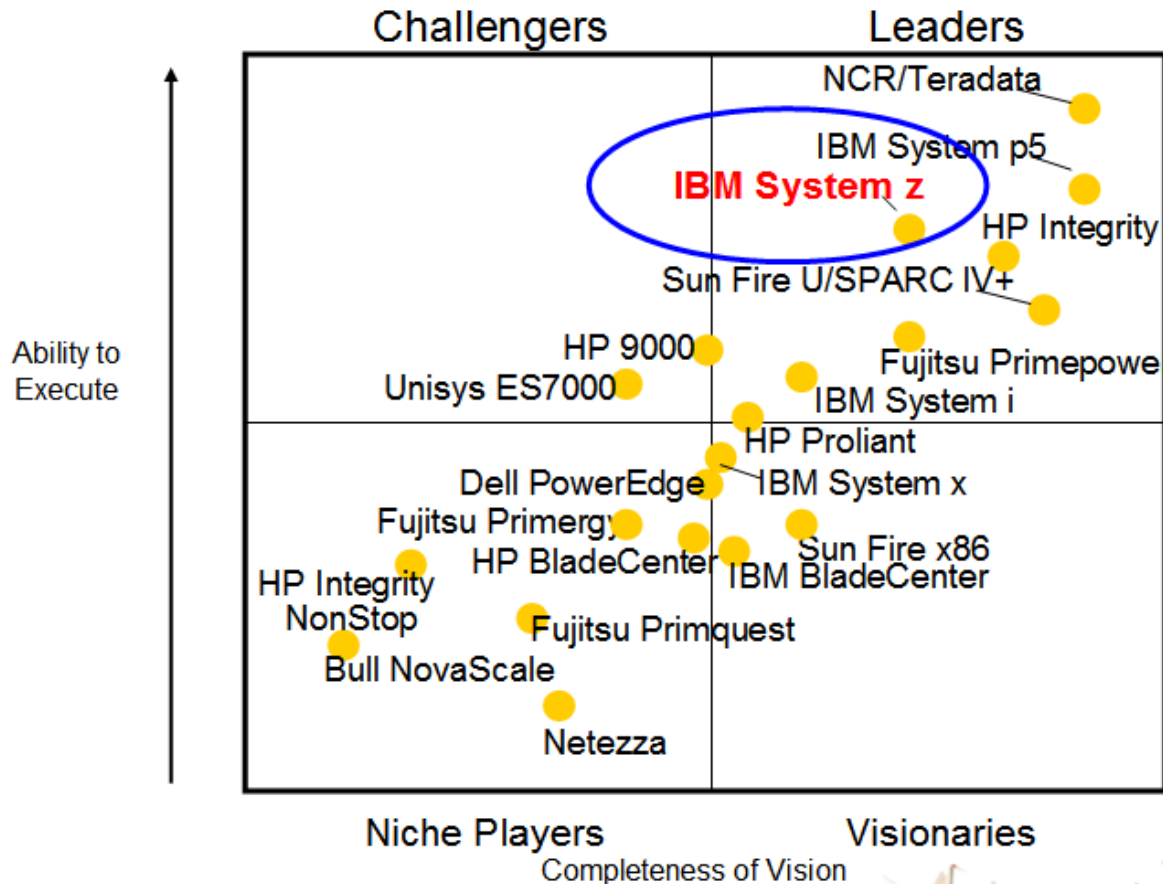 Challengers
Leaders
NCR/Teradata
IBM System p5
IBM System z
HP Integrity
Sun Fire U/SPARC IV+
Ability to
Execute
HP 9000
Fujitsu Primepowe
Unisys ES7000
IBM System i
HP Proliant
Dell PowerEdge
IBM System x
Fujitsu Primergy
Sun Fire x86
HP BladeCenter
IBM BladeCenter
HP Integrity
NonStop
Fujitsu Primquest
Bull NovaScale
Netezza
Niche Players
Visionaries
Completeness of Vision